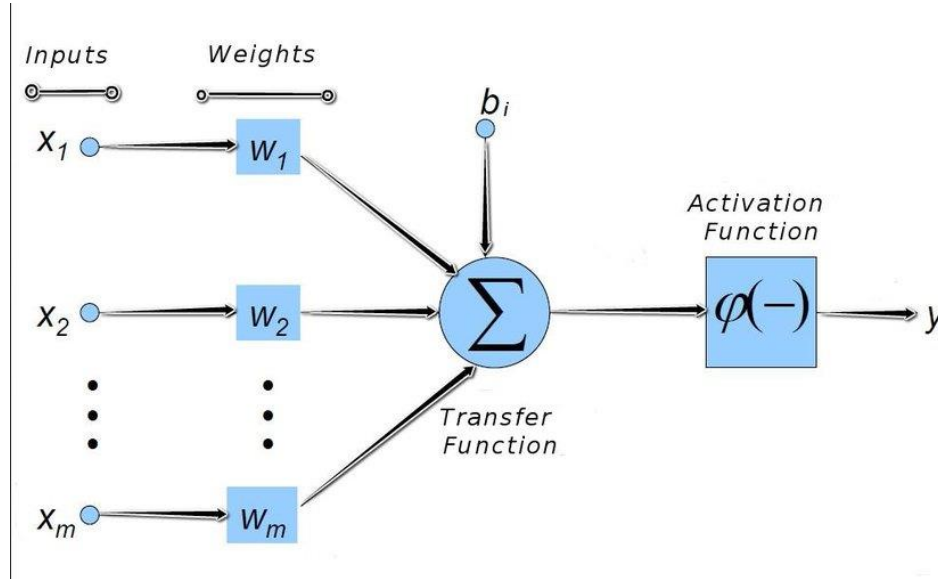 Inputs
Weights
b_i
x_1
w_1
Activation
Function
x_2
w_2
Σ
φ(−)
y
Transfer
Function
x_m
w_m